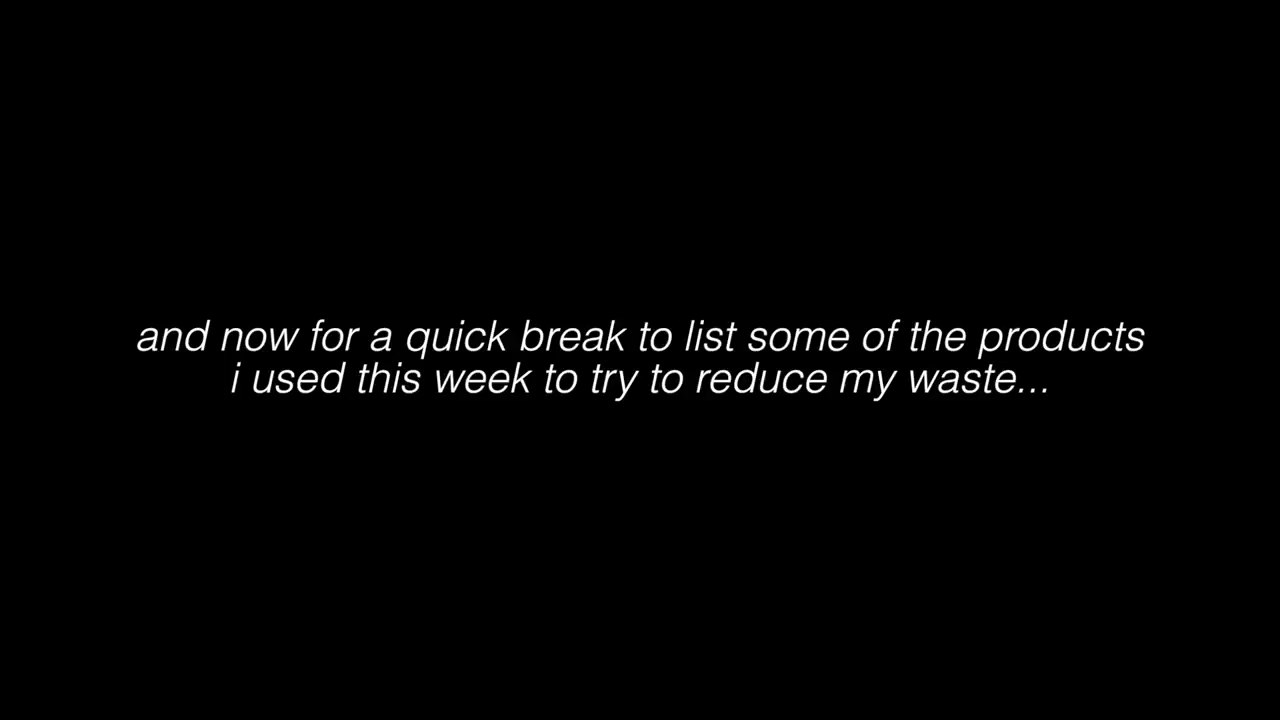 and now for a quick break to list some of the products
i used this week to try to reduce my waste...